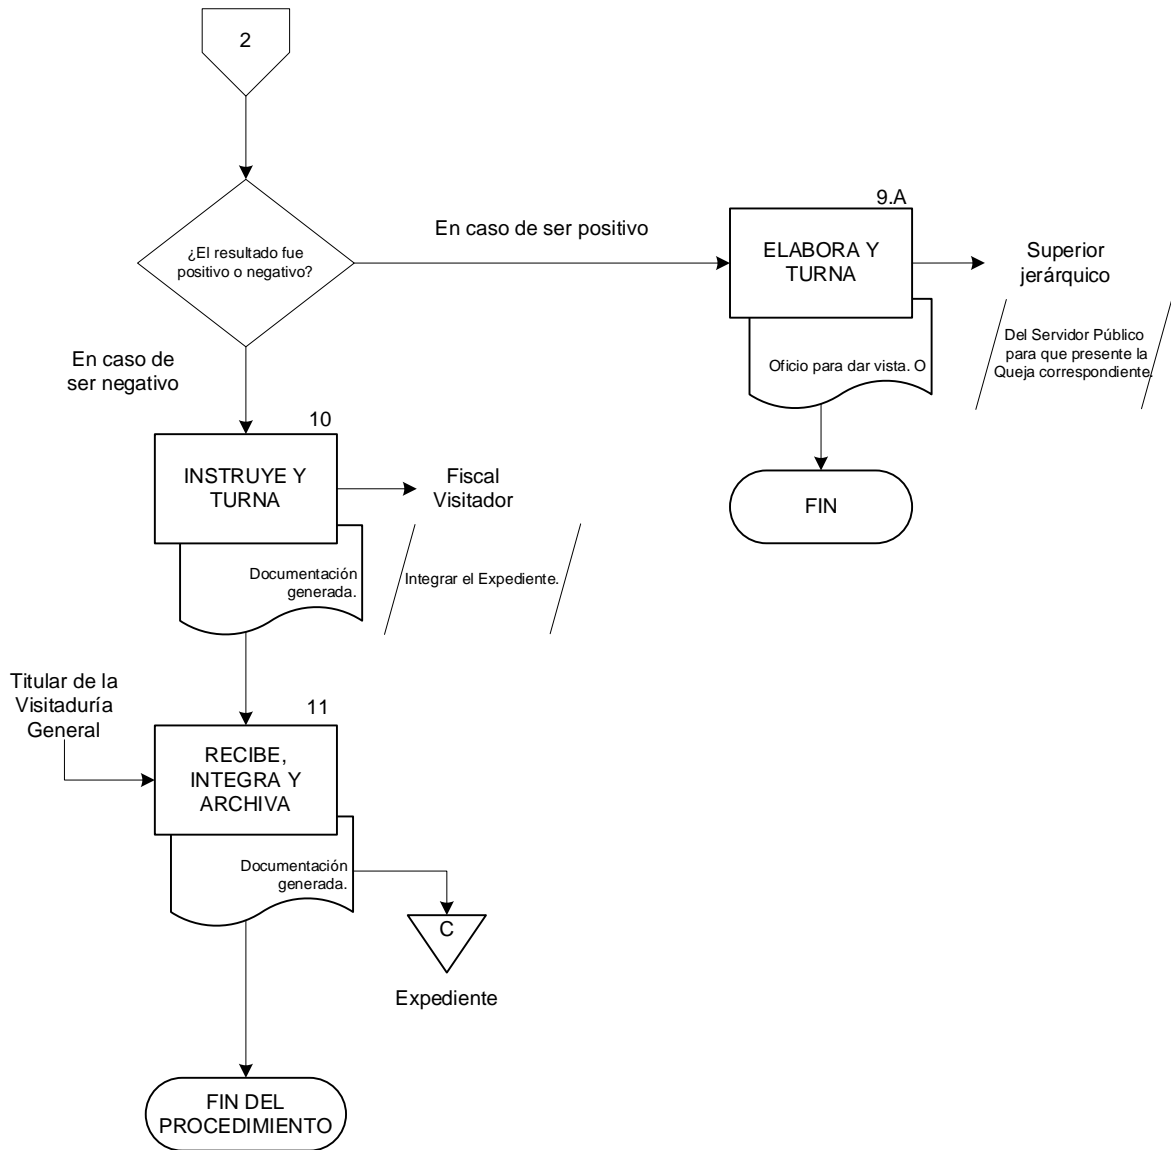 2
¿El resultado fue
positivo o negativo?
En caso de ser positivo
9.A
ELABORA Y
TURNA
Superior
jerárquico
Oficio para dar vista. O
Del Servidor Público
para que presente la
Queja correspondiente.
FIN
En caso de
ser negativo
10
INSTRUYE Y
TURNA
Fiscal
Visitador
Documentación
generada.
Integrar el Expediente.
Titular de la
Visitaduría
General
11
RECIBE,
INTEGRA Y
ARCHIVA
Documentación
generada.
C
Expediente
FIN DEL
PROCEDIMIENTO